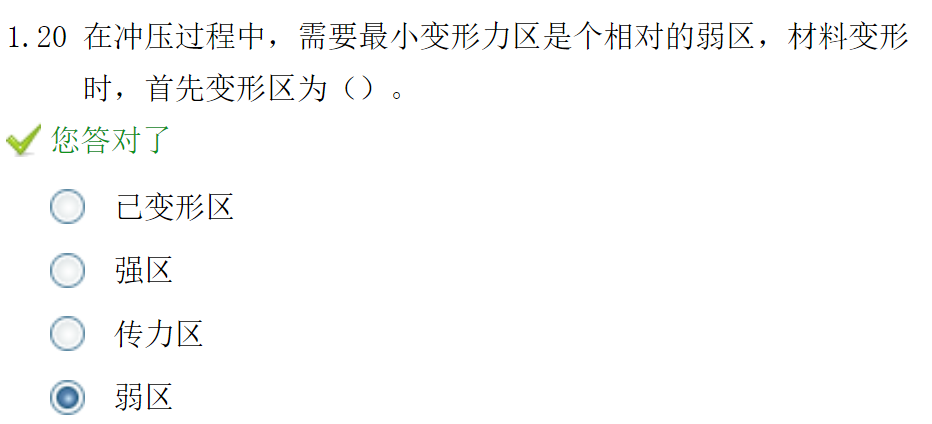 1.20 在冲压过程中，需要最小变形力区是个相对的弱区，材料变形
时，首先变形区为（）。
您答对了
已变形区
强区
传力区
弱区